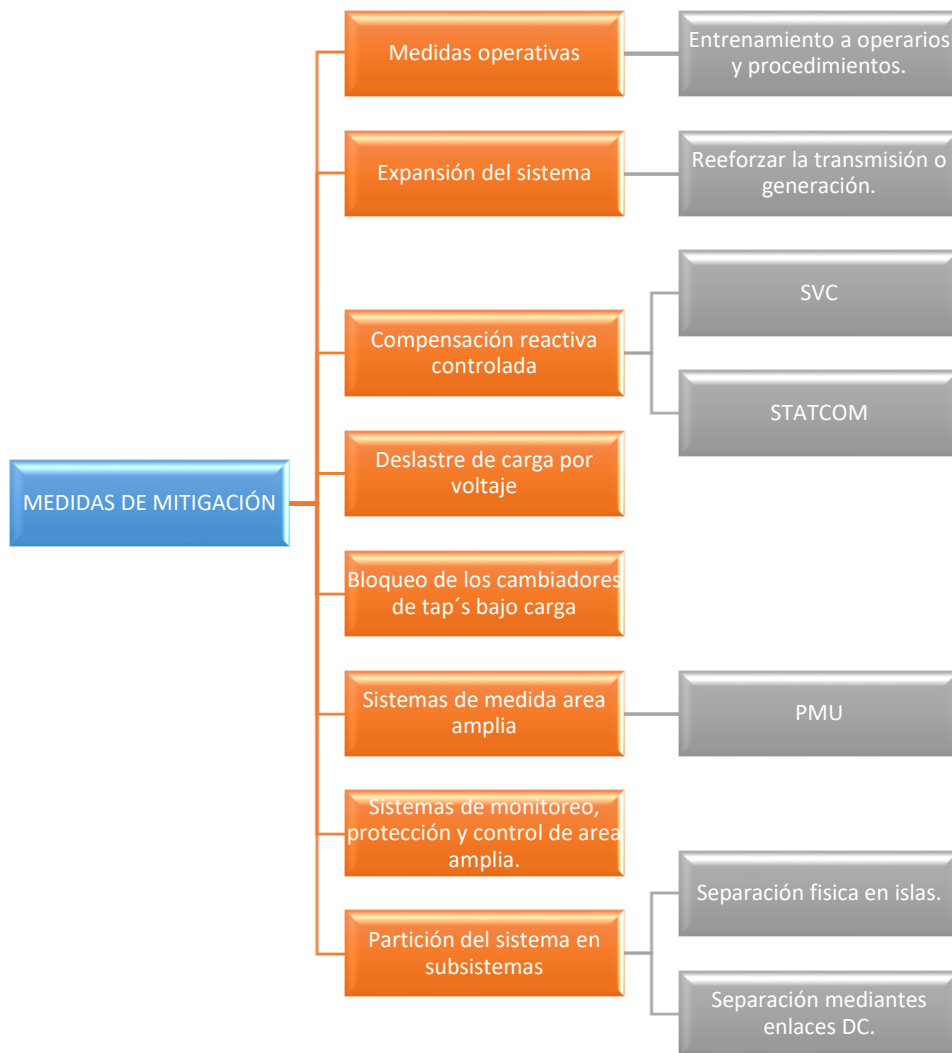 Medidas operativas
Entrenamiento a operarios
y procedimientos.
Expansión del sistema
Reeforzar la transmisión o
generación.
SVC
Compensación reactiva
controlada
STATCOM
Deslastre de carga por
voltaje
MEDIDAS DE MITIGACIÓN
Bloqueo de los cambiadores
de tap´s bajo carga
Sistemas de medida area
amplia
PMU
Sistemas de monitoreo,
protección y control de area
amplia.
Separación fisica en islas.
Partición del sistema en
subsistemas
Separación mediantes
enlaces DC.